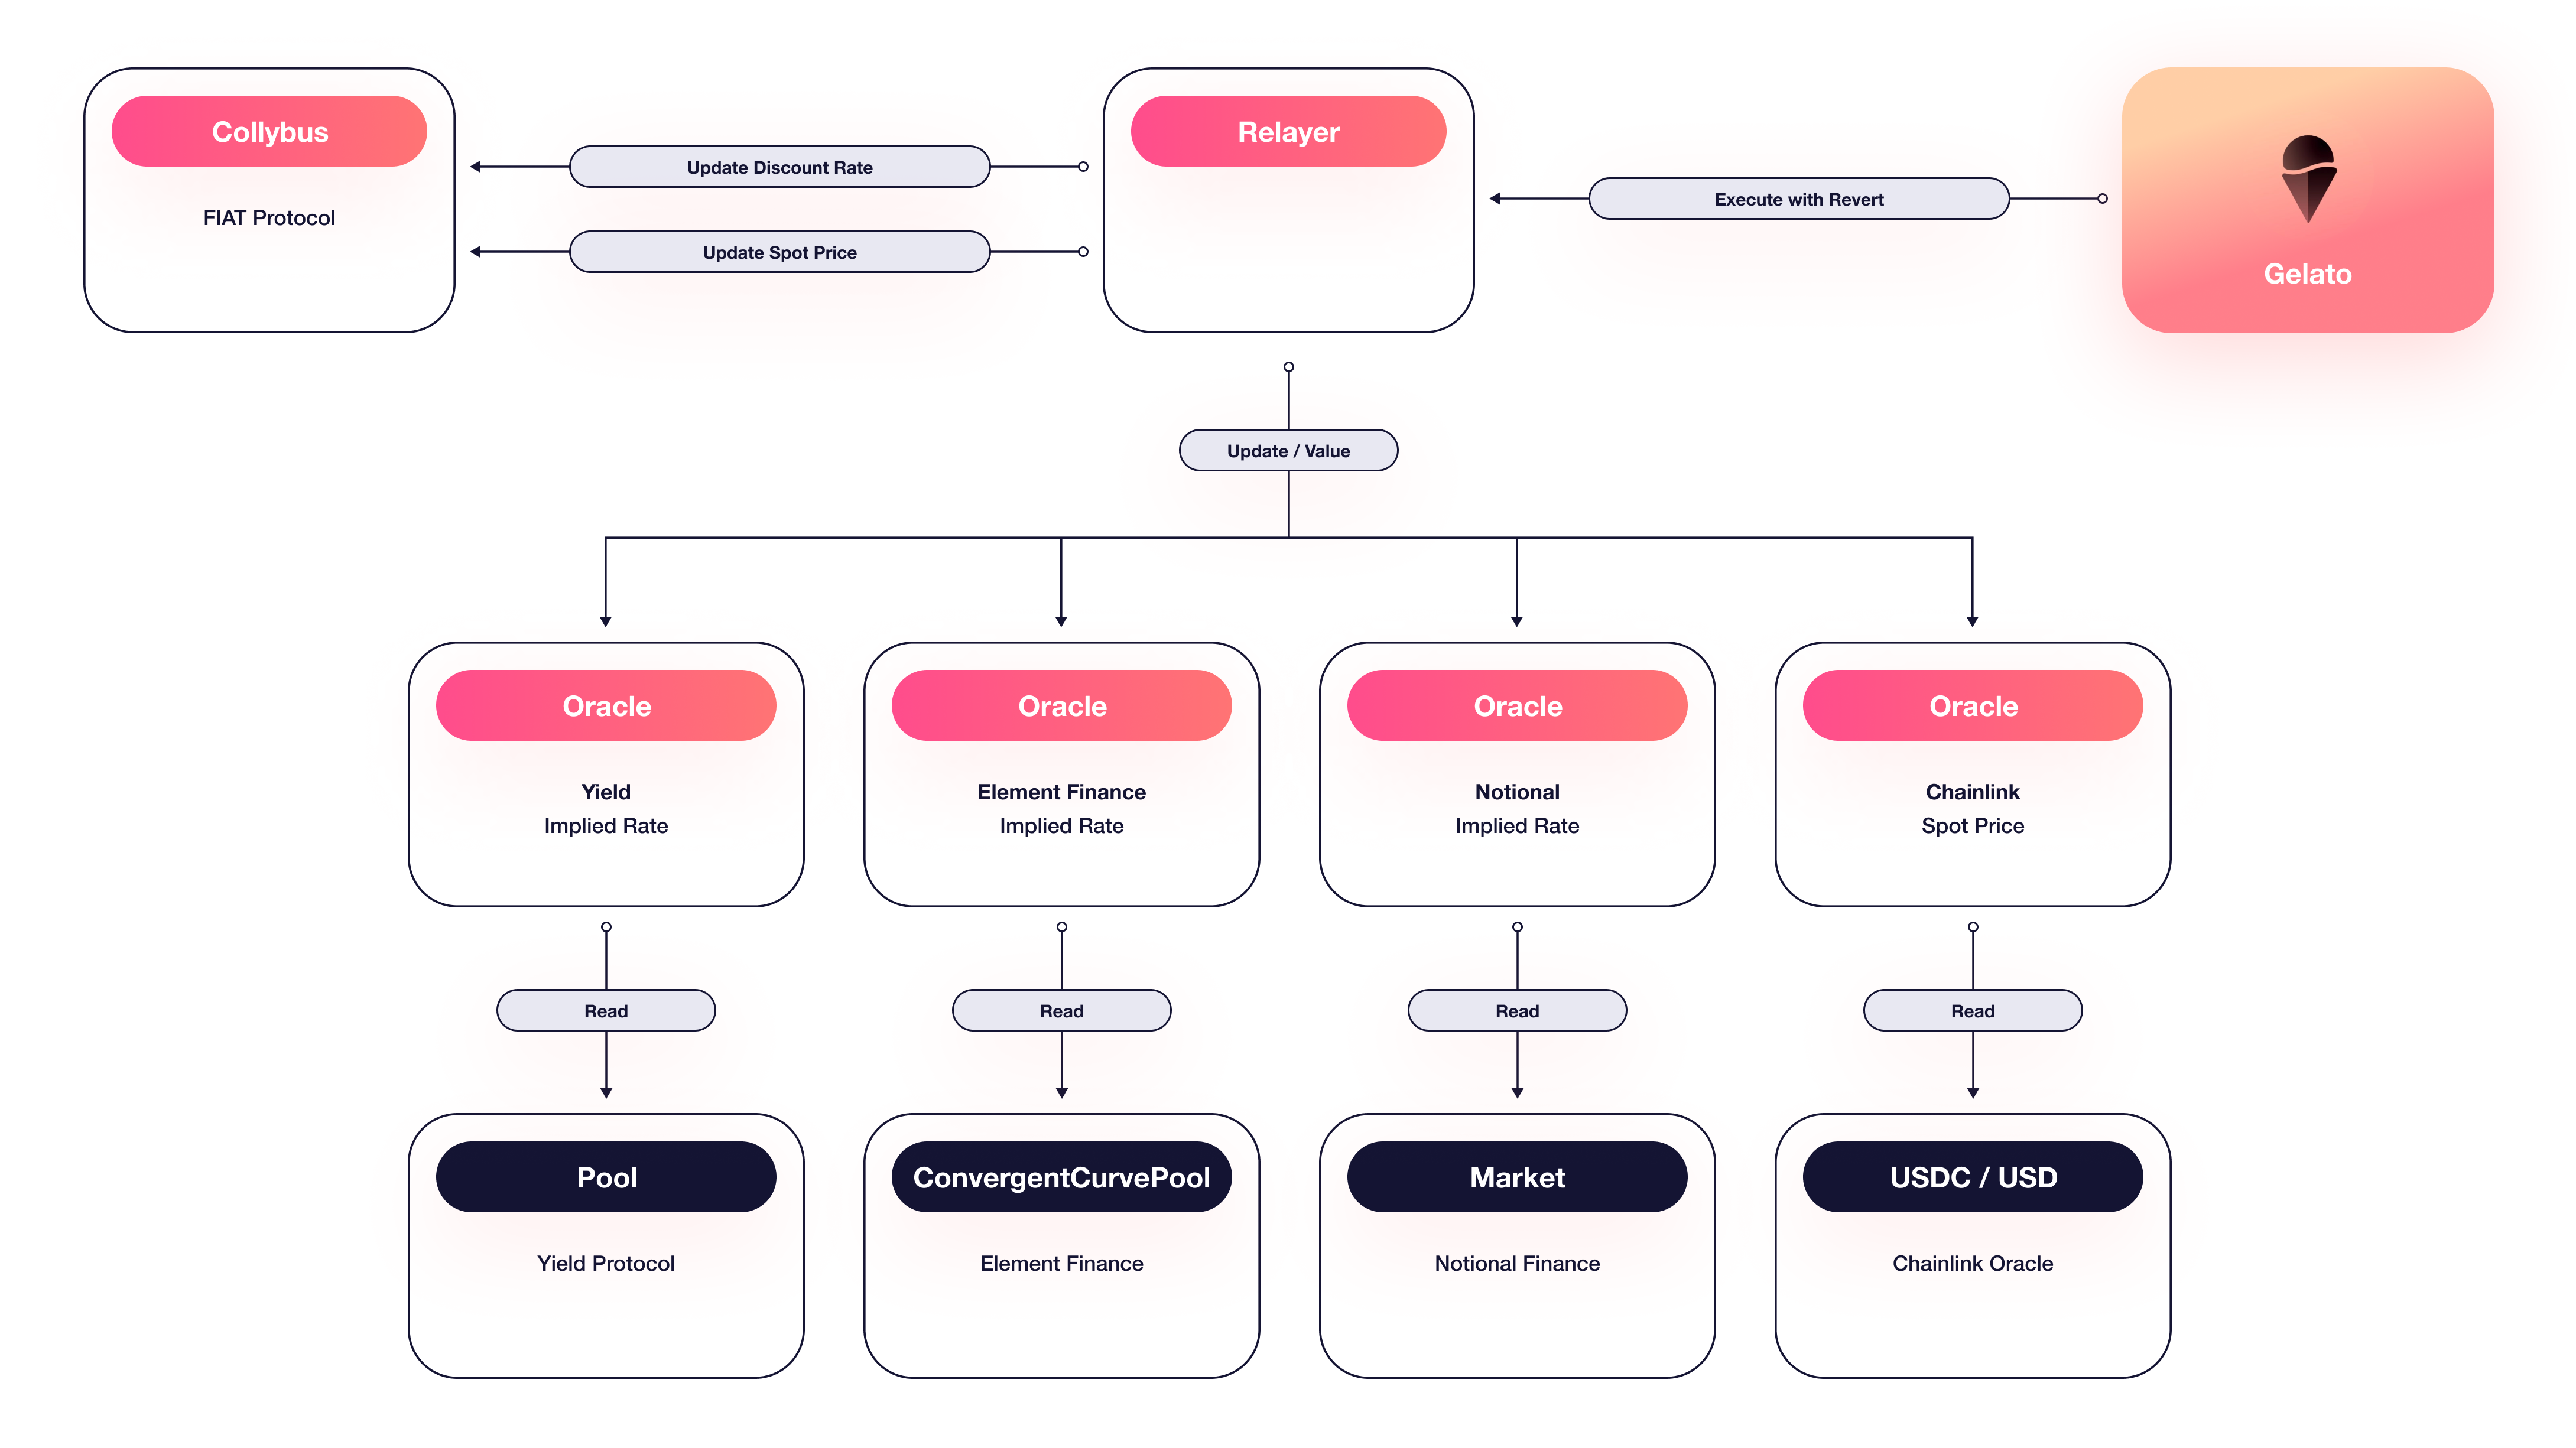 Collybus
FIAT Protocol
Update Discount Rate
Update Spot Price
Relayer
Execute with Revert
Gelato
Update / Value
Oracle
Yield
Implied Rate
Oracle
Element Finance
Implied Rate
Oracle
Notional
Implied Rate
Oracle
Chainlink
Spot Price
Read
Read
Read
Read
Pool
Yield Protocol
ConvergentCurvePool
Element Finance
Market
Notional Finance
USDC / USD
Chainlink Oracle